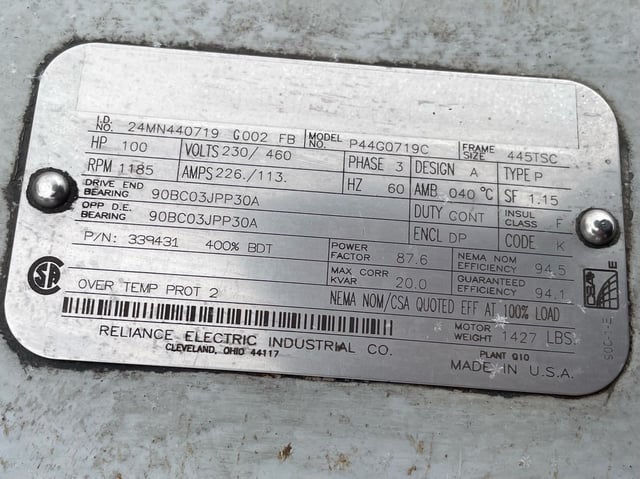 I.D. NO. 24MN440719 G002 FB MODEL NO. P44G0719C FRAME SIZE 445TSC
HP 100 VOLTS 230/460 PHASE 3 DESIGN A TYPE P
RPM 1185 AMPS 226./113. HZ 60 AMB 040 °C SF 1.15
DRIVE END BEARING 90BC03JPP30A DUTY CONT INSUL CLASS F
OPP D.E. BEARING 90BC03JPP30A ENCL DP CODE K
P/N: 339431 400% BDT POWER FACTOR 87.6 NEMA NOM EFFICIENCY 94.5
MAX CORR KVAR 20.0 GUARANTEED EFFICIENCY 94.1
OVER TEMP PROT 2 NEMA NOM/CSA QUOTED EFF AT 100% LOAD
RELIANCE ELECTRIC INDUSTRIAL CO. MOTOR WEIGHT 1427 LBS
CLEVELAND, OHIO 44117 PLANT Q10
MADE IN U.S.A.
SA
CSA
E